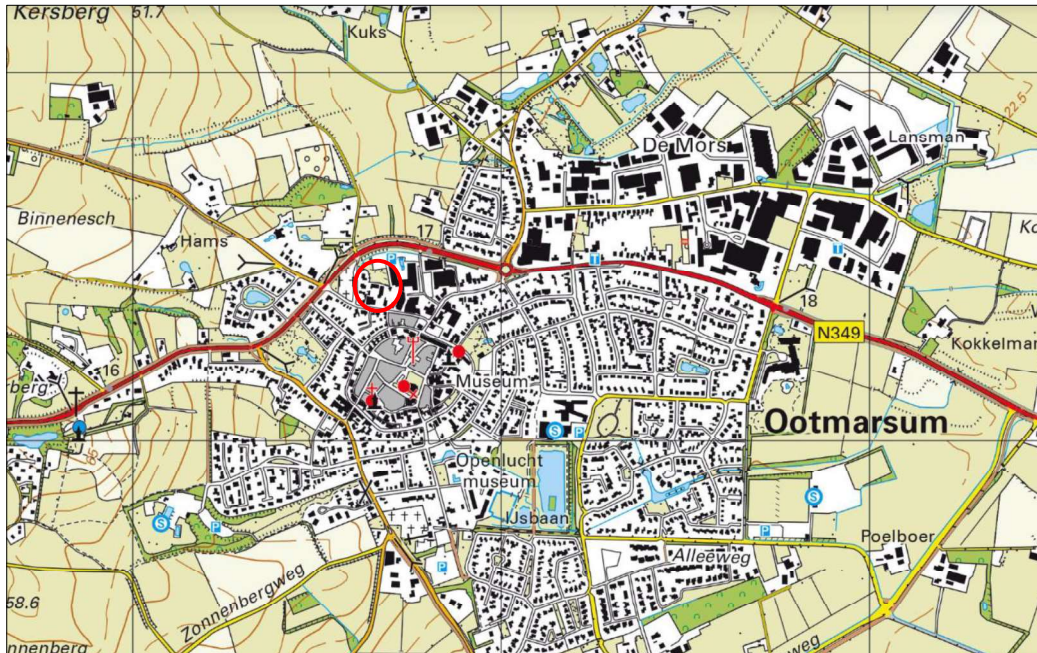 Kersberg
51.7
Kuks
De Mors
Lansman
22.5
Binnenesch
Hams
17
P
T
T
18
N349
Kokkelmar
16
Museum
Ootmarsum
S
P
Openlucht
museum
IJsbaan
S
S
P
P
P
Alleeweg
Poelboer
Zonnenbergweg
58.6
nnenberg
weg